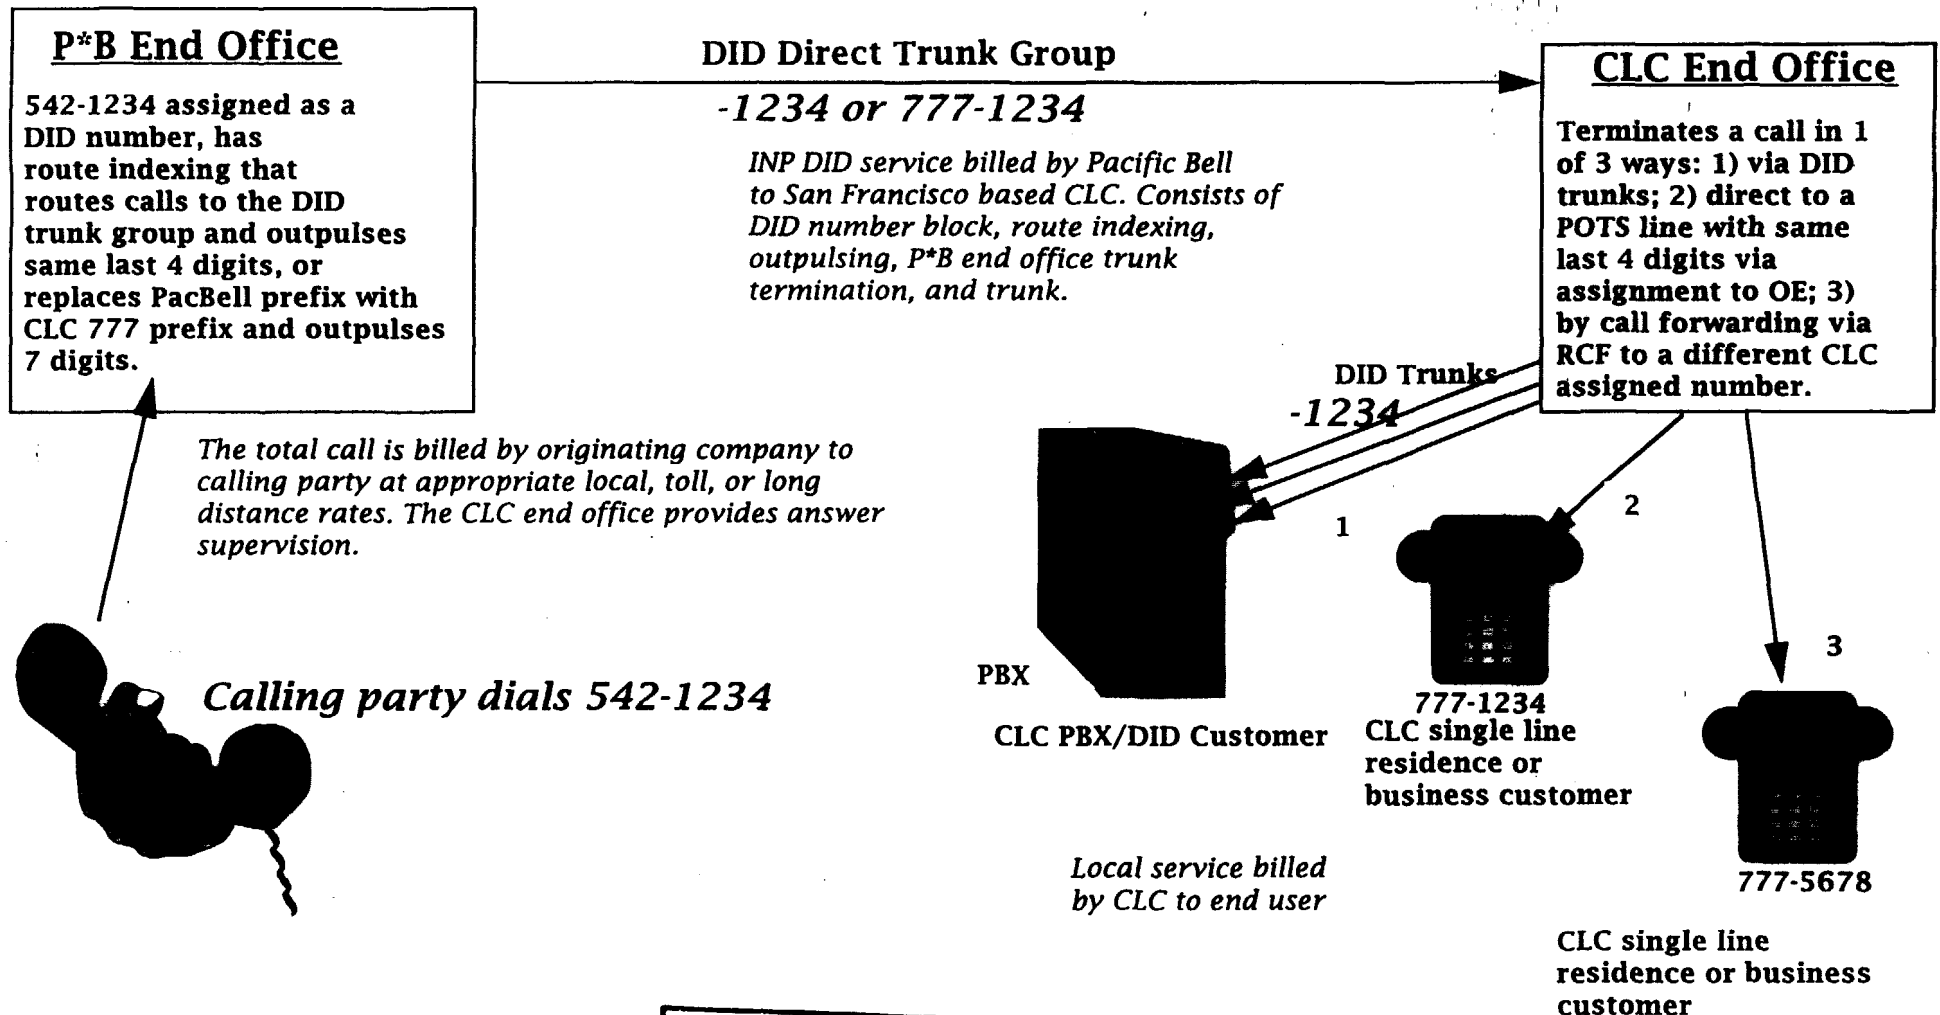 P*B End Office
542-1234 assigned as a
DID number, has
route indexing that
routes calls to the DID
trunk group and outpulses
same last 4 digits, or
replaces PacBell prefix with
CLC 777 prefix and outpulses
7 digits.
DID Direct Trunk Group
-1234 or 777-1234
INP DID service billed by Pacific Bell
to San Francisco based CLC. Consists of
DID number block, route indexing,
outpulsing, P*B end office trunk
termination, and trunk.
CLC End Office
Terminates a call in 1
of 3 ways: 1) via DID
trunks; 2) direct to a
POTS line with same
last 4 digits via
assignment to OE; 3)
by call forwarding via
RCF to a different CLC
assigned number.
DID Trunks
-1234
The total call is billed by originating company to
calling party at appropriate local, toll, or long
distance rates. The CLC end office provides answer
supervision.
1
2
3
Calling party dials 542-1234
PBX
CLC PBX/DID Customer
777-1234
CLC single line
residence or
business customer
Local service billed
by CLC to end user
777-5678
CLC single line
residence or business
customer